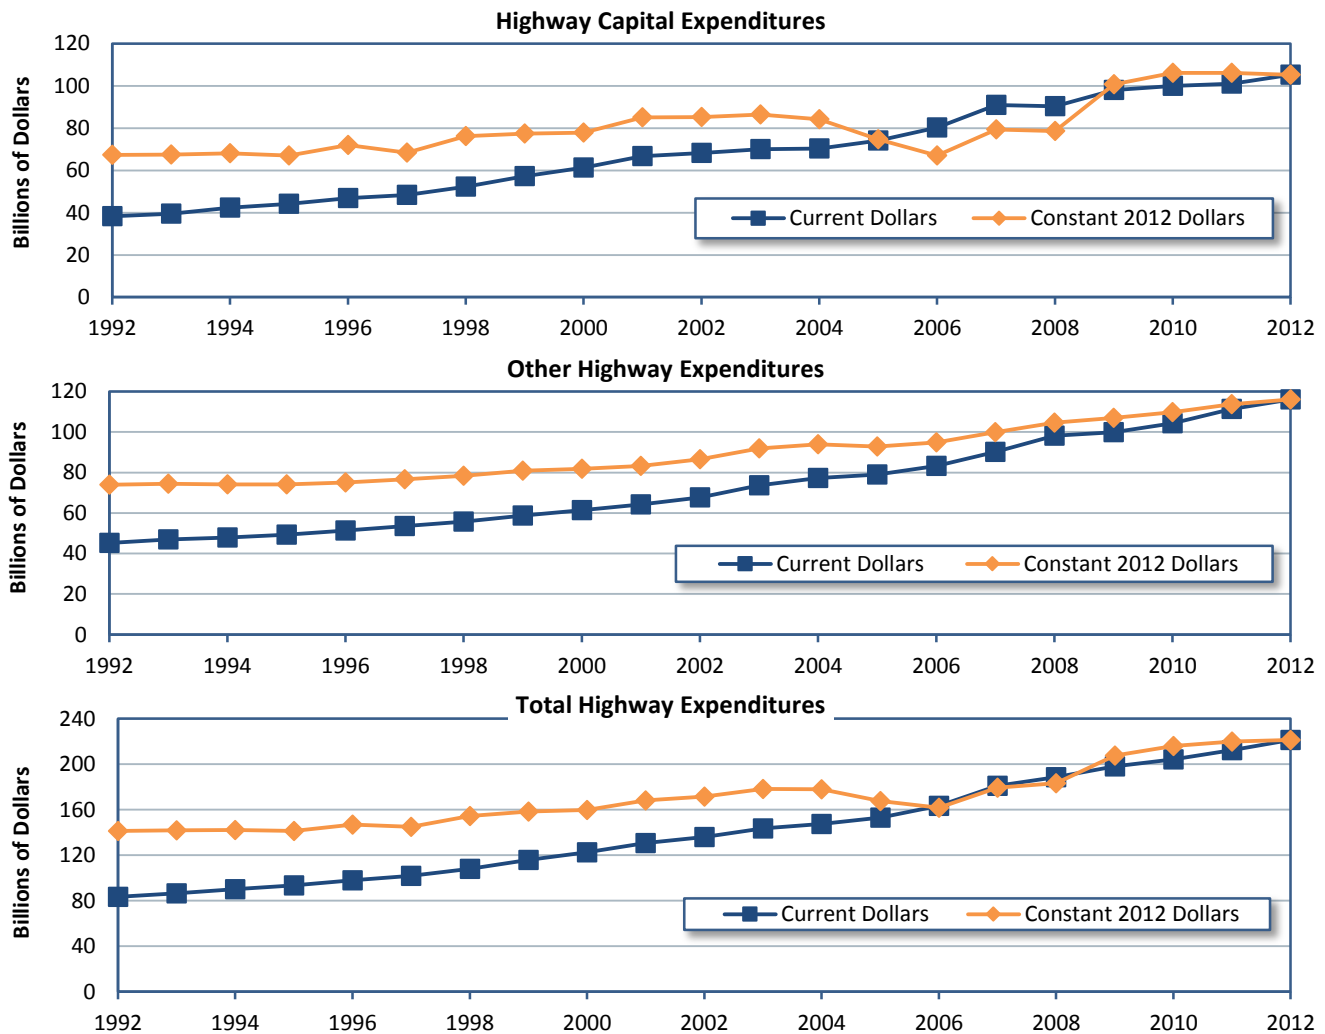 Highway Capital Expenditures
Billions of Dollars
120
100
80
60
40
20
0
Current Dollars Constant 2012 Dollars
1992 1994 1996 1998 2000 2002 2004 2006 2008 2010 2012
Other Highway Expenditures
Billions of Dollars
120
100
80
60
40
20
0
Current Dollars Constant 2012 Dollars
1992 1994 1996 1998 2000 2002 2004 2006 2008 2010 2012
Total Highway Expenditures
Billions of Dollars
240
200
160
120
80
40
0
Current Dollars Constant 2012 Dollars
1992 1994 1996 1998 2000 2002 2004 2006 2008 2010 2012